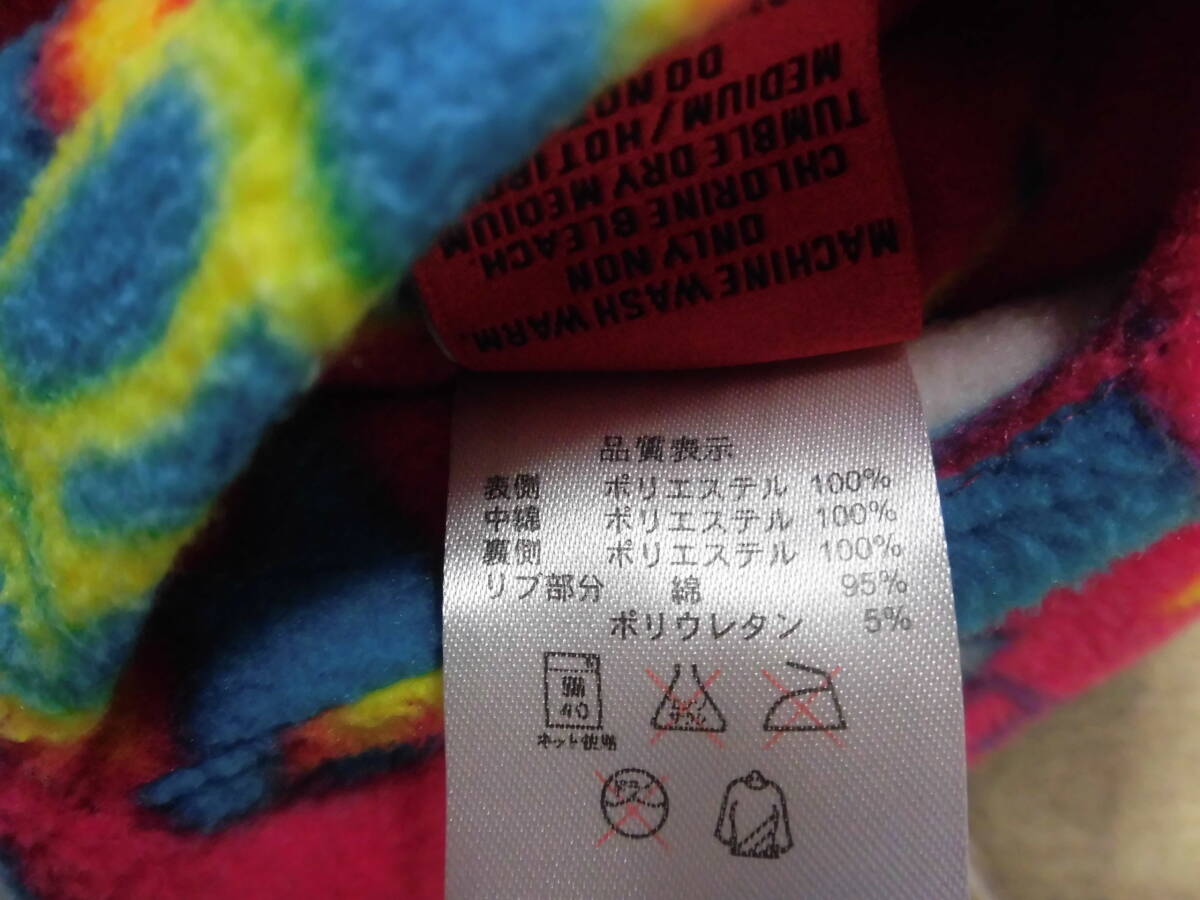 MACHINE WASH WARM.
ONLY NON
CHLORINE BLEACH.
TUMBLE DRY MEDIUM
MEDIUM/HOT
DO
品質表示
表側 ポリエステル 100%
中綿 ポリエステル 100%
裏側 ポリエステル 100%
リブ部分 綿 95%
ポリウレタン 5%
40
ネット使用